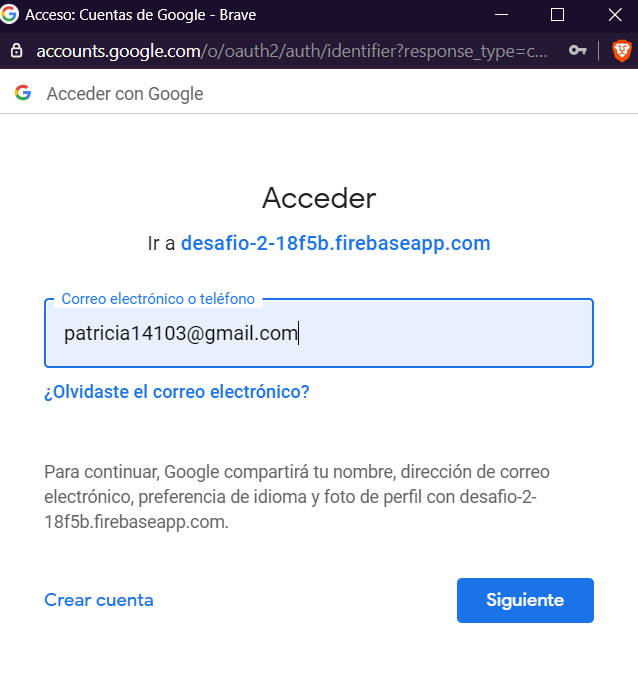 Acceso: Cuentas de Google - Brave
accounts.google.com/o/oauth2/auth/identifier?response_type=c...
Acceder con Google
Acceder
Ir a desafio-2-18f5b.firebaseapp.com
Correo electrónico o teléfono
patricia14103@gmail.com
¿Olvidaste el correo electrónico?
Para continuar, Google compartirá tu nombre, dirección de correo
electrónico, preferencia de idioma y foto de perfil con desafio-2-
18f5b.firebaseapp.com.
Crear cuenta
Siguiente